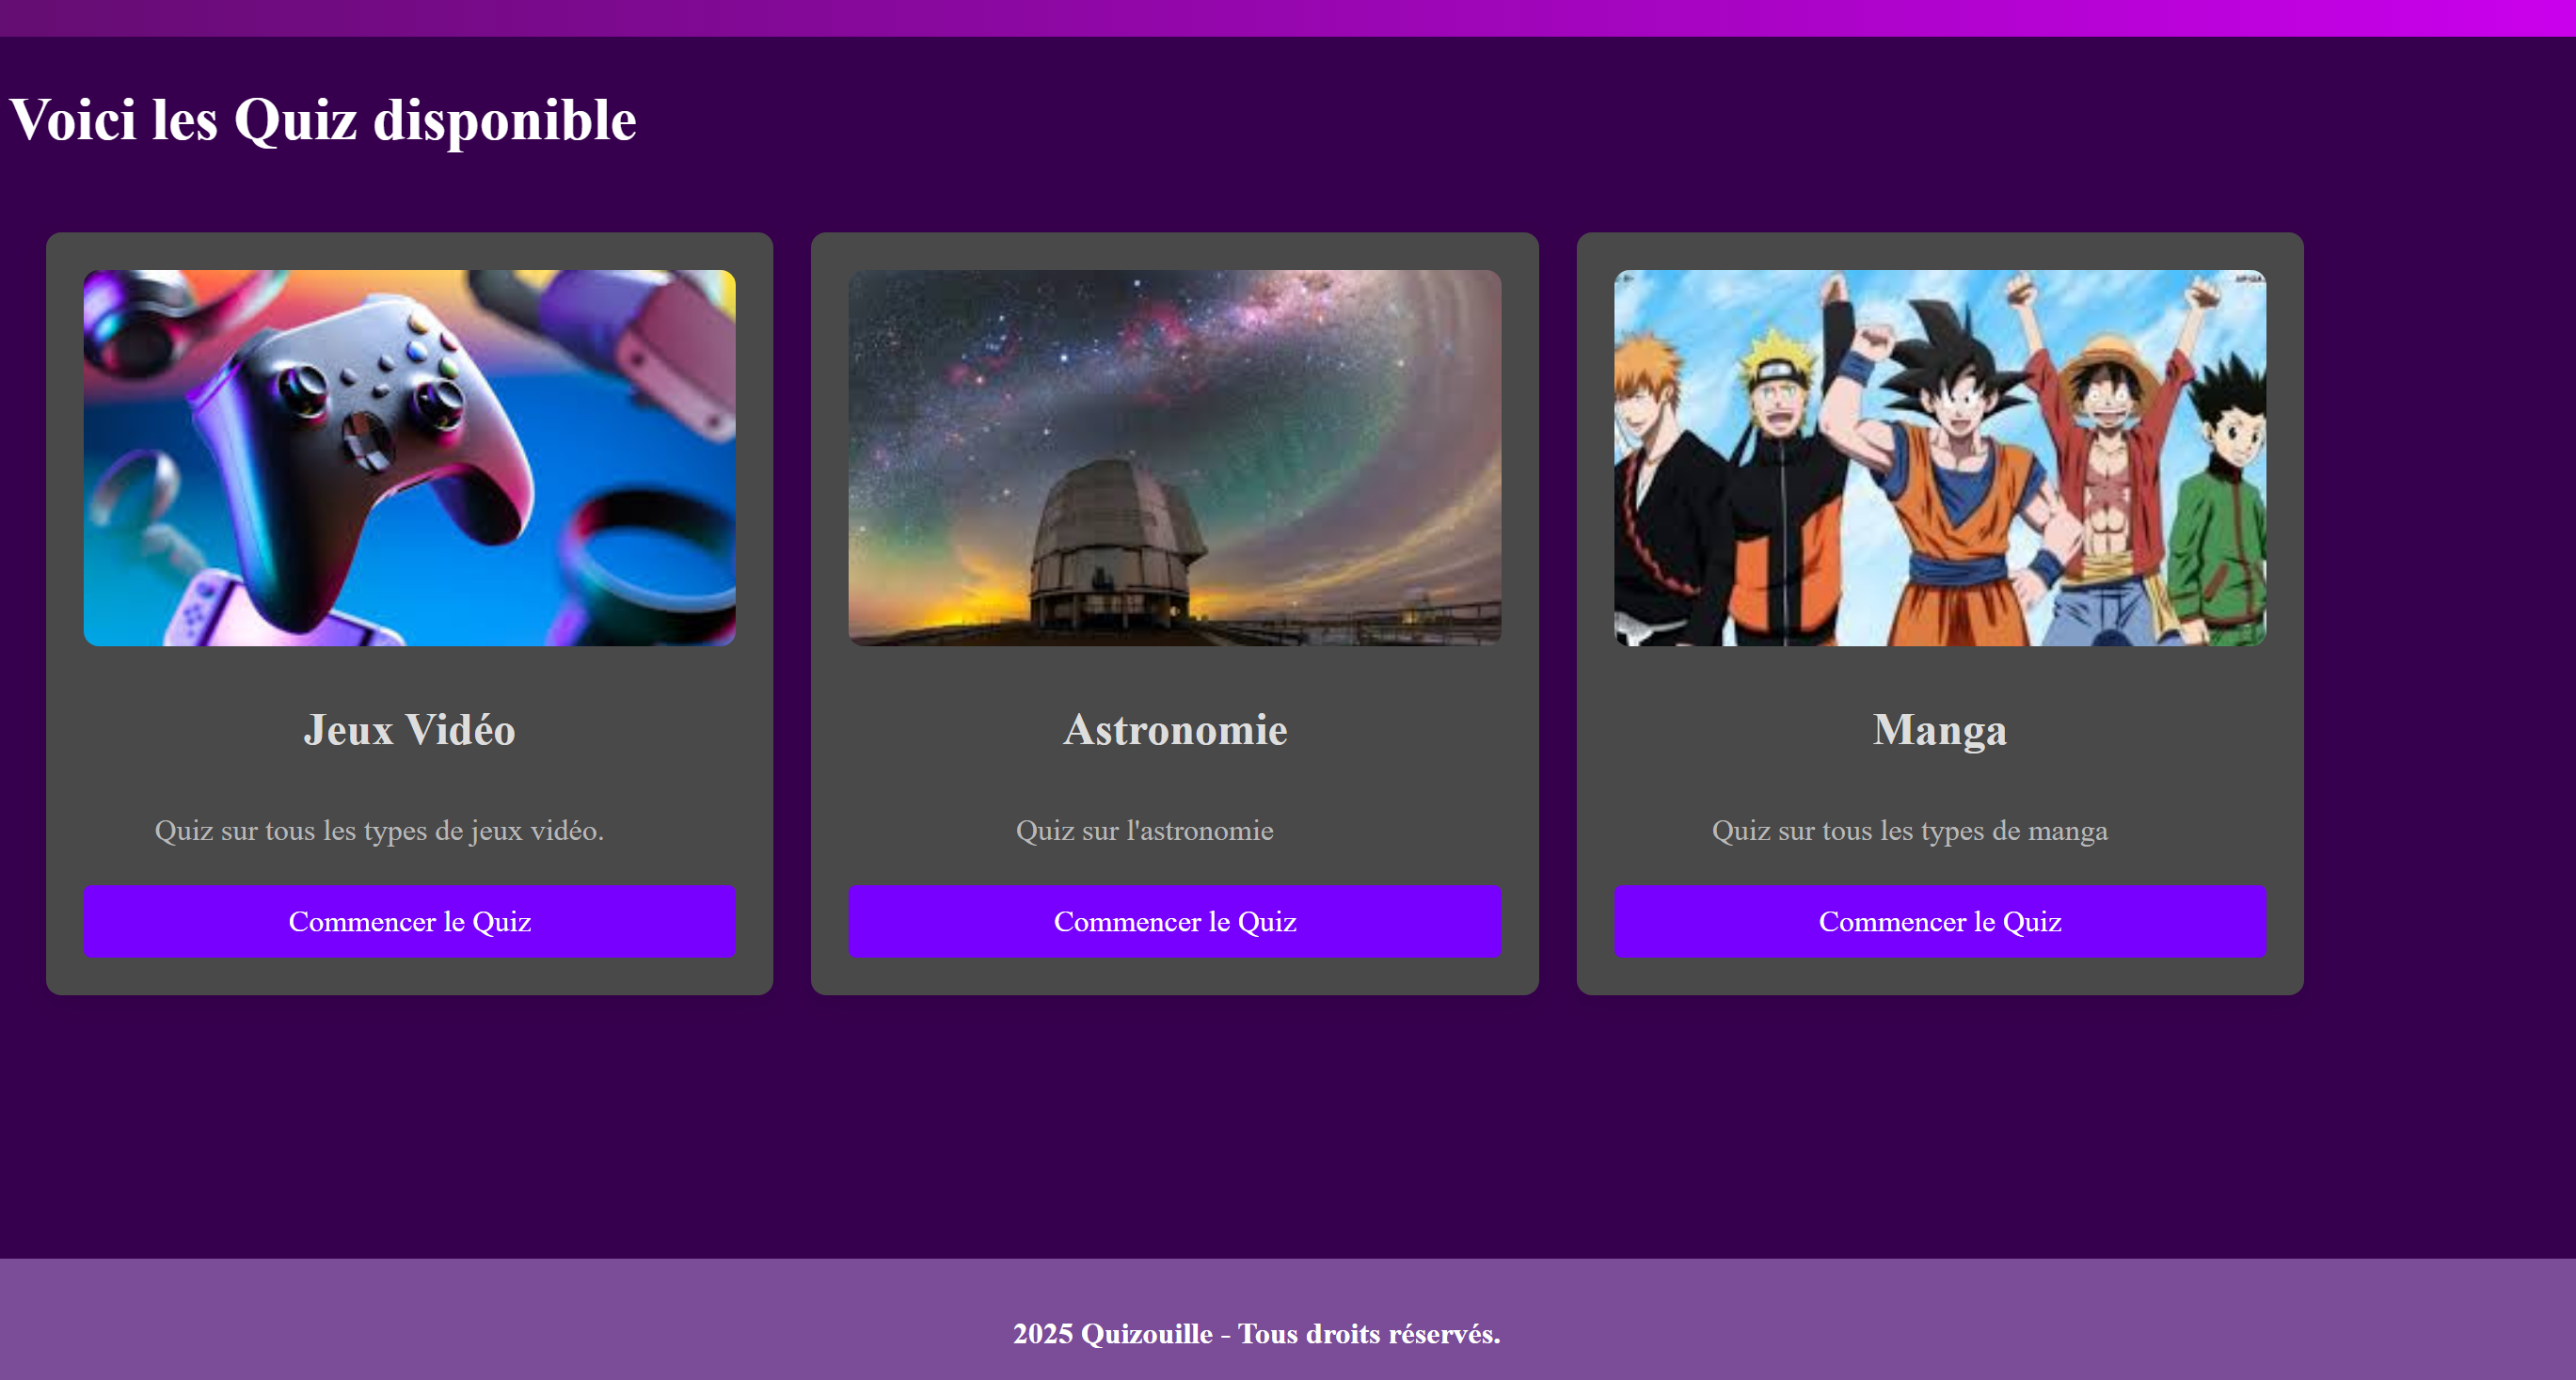 Voici les Quiz disponible
Jeux Vidéo
Astronomie
Manga
Quiz sur tous les types de jeux vidéo.
Quiz sur l'astronomie
Quiz sur tous les types de manga
Commencer le Quiz
Commencer le Quiz
Commencer le Quiz
2025 Quizouille - Tous droits réservés.